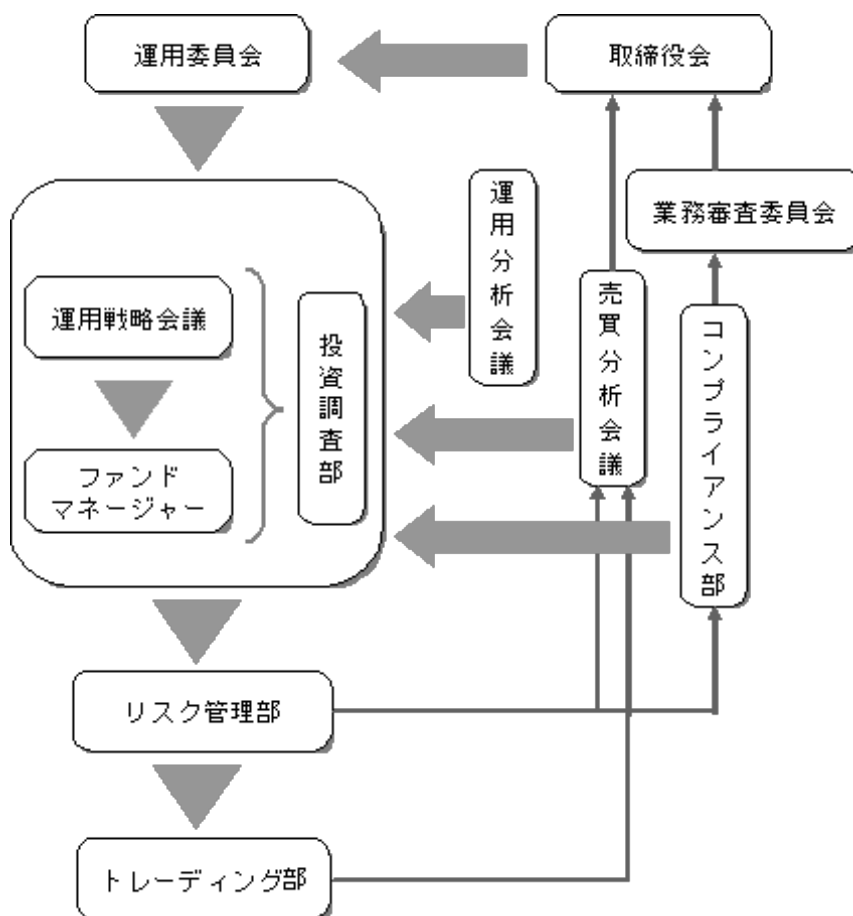 運用委員会
取締役会
業務審査委員会
運用分析会議
売買分析会議
コンプライアンス部
運用戦略会議
投資調査部
ファンド
マネージャー
リスク管理部
トレーディング部